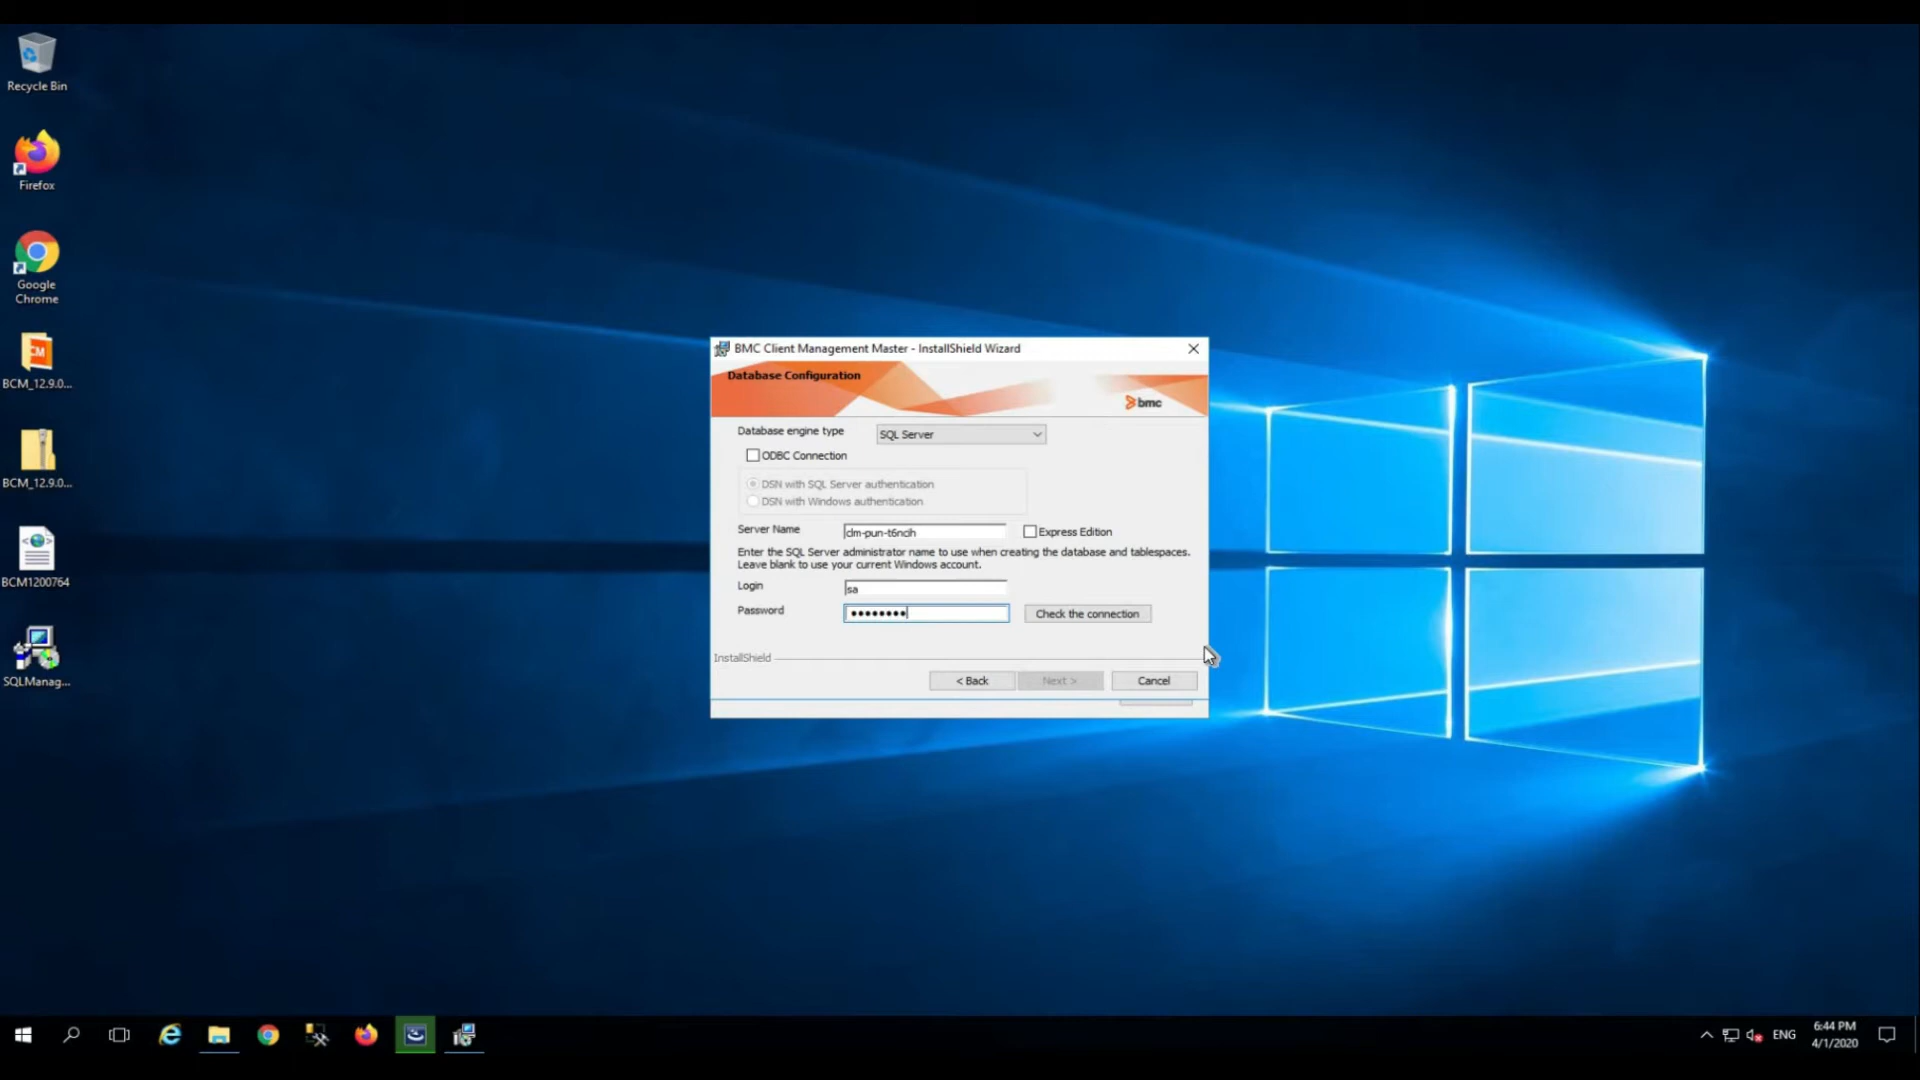 Recycle Bin
Firefox
Google
Chrome
BCM_12.9.0...
BCM_12.9.0...
BCM1200764
SQLManag...
BMC Client Management Master - InstallShield Wizard
Database Configuration
bmc
Database engine type
SQL Server
ODBC Connection
DSN with SQL Server authentication
DSN with Windows authentication
Server Name
clm-pun-t6ncih
Express Edition
Enter the SQL Server administrator name to use when creating the database and tablespaces.
Leave blank to use your current Windows account.
Login
sa
Password
••••••••
Check the connection
InstallShield
< Back
Next >
Cancel
ENG
6:44 PM
4/1/2020